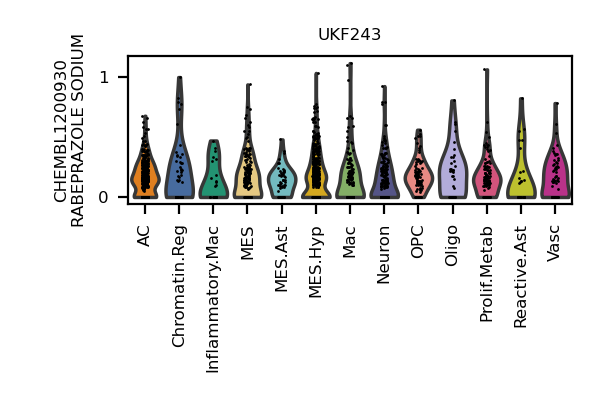 UKF243
CHEMBL1200930
RABEPRAZOLE SODIUM
1
0
AC
Chromatin.Reg
Inflammatory.Mac
MES
MES.Ast
MES.Hyp
Mac
Neuron
OPC
Oligo
Prolif.Metab
Reactive.Ast
Vasc